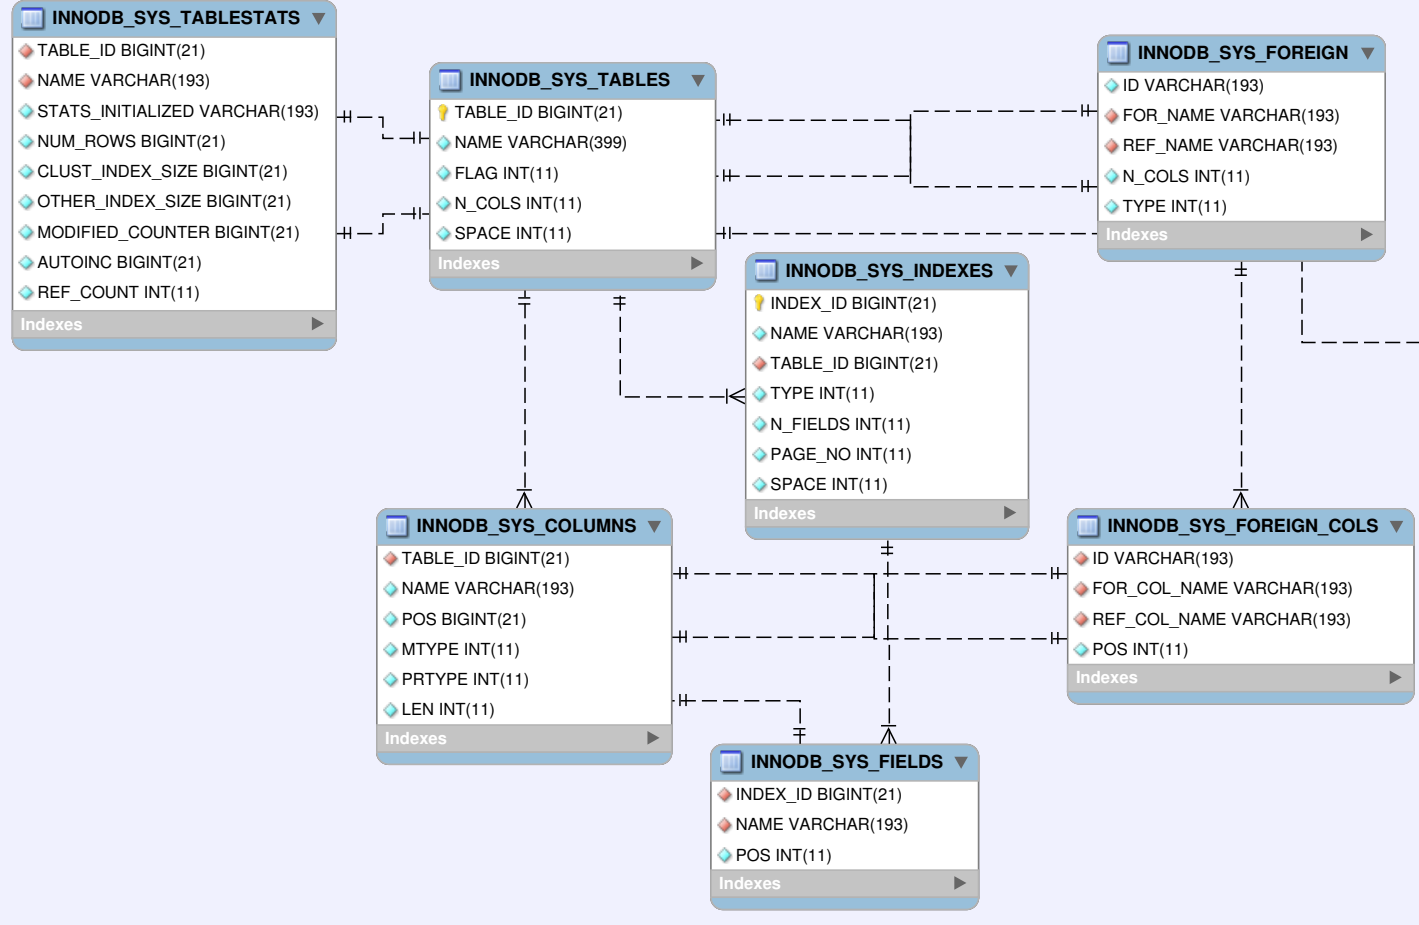 INNODB_SYS_TABLESTATS
TABLE_ID BIGINT(21)
NAME VARCHAR(193)
STATS_INITIALIZED VARCHAR(193)
NUM_ROWS BIGINT(21)
CLUST_INDEX_SIZE BIGINT(21)
OTHER_INDEX_SIZE BIGINT(21)
MODIFIED_COUNTER BIGINT(21)
AUTOINC BIGINT(21)
REF_COUNT INT(11)
Indexes
INNODB_SYS_TABLES
TABLE_ID BIGINT(21)
NAME VARCHAR(399)
FLAG INT(11)
N_COLS INT(11)
SPACE INT(11)
Indexes
INNODB_SYS_FOREIGN
ID VARCHAR(193)
FOR_NAME VARCHAR(193)
REF_NAME VARCHAR(193)
N_COLS INT(11)
TYPE INT(11)
Indexes
INNODB_SYS_INDEXES
INDEX_ID BIGINT(21)
NAME VARCHAR(193)
TABLE_ID BIGINT(21)
TYPE INT(11)
N_FIELDS INT(11)
PAGE_NO INT(11)
SPACE INT(11)
Indexes
INNODB_SYS_COLUMNS
TABLE_ID BIGINT(21)
NAME VARCHAR(193)
POS BIGINT(21)
MTYPE INT(11)
PRTYPE INT(11)
LEN INT(11)
Indexes
INNODB_SYS_FOREIGN_COLS
ID VARCHAR(193)
FOR_COL_NAME VARCHAR(193)
REF_COL_NAME VARCHAR(193)
POS INT(11)
Indexes
INNODB_SYS_FIELDS
INDEX_ID BIGINT(21)
NAME VARCHAR(193)
POS INT(11)
Indexes